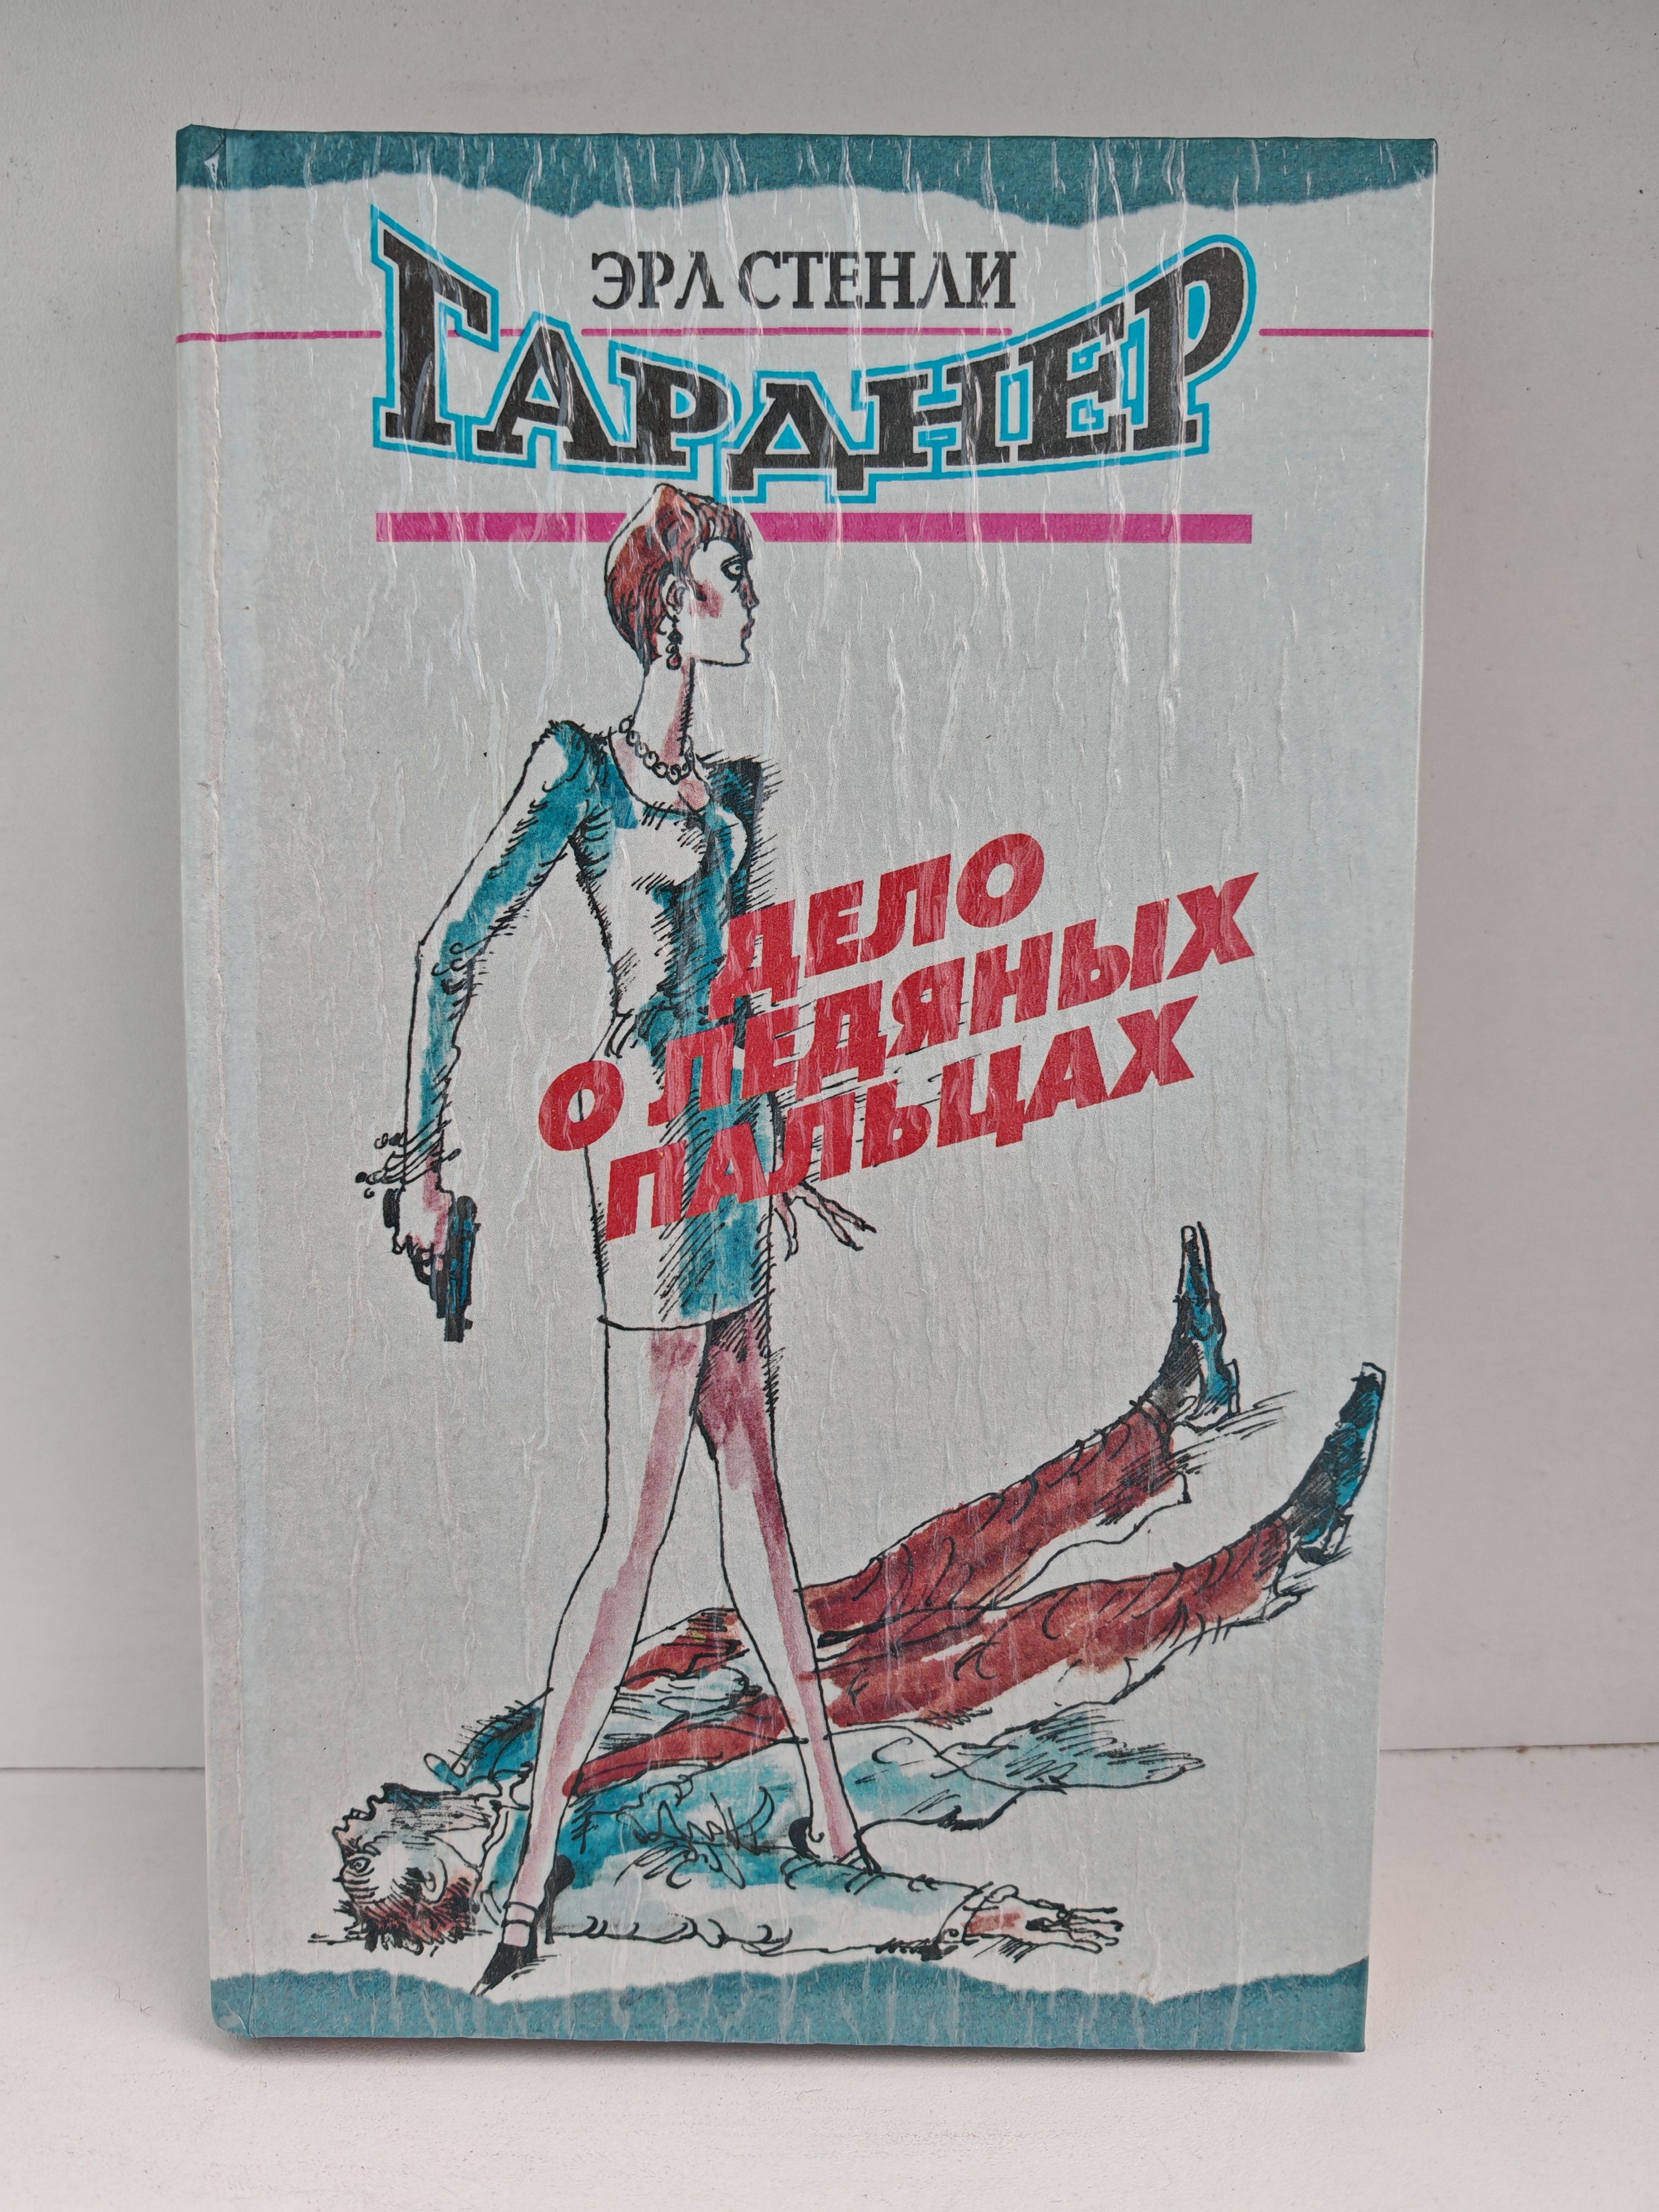 ЭРЛ СТЕНЛИ
ГАРДНЕР
ДЕЛО
О ЛЕДЯНЫХ
ПАЛЬЦАХ